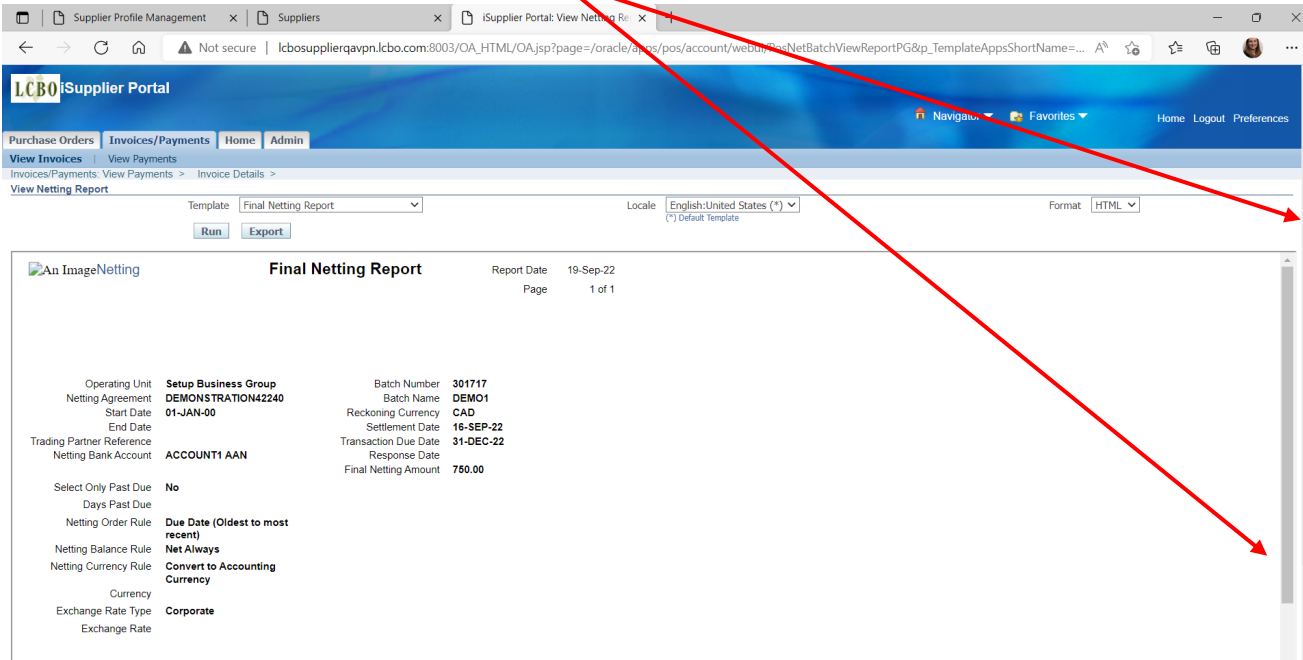 Supplier Profile Management Suppliers iSupplier Portal: View Netting Re
Not secure lcbosupplierqavpn.lcbo.com:8003/OA_HTML/OA.jsp?page=/oracle/apps/pos/account/webui/PosNetBatchViewReportPG&p_TemplateAppsShortName=...
LCBO iSupplier Portal
Navigator Favorites Home Logout Preferences
Purchase Orders Invoices/Payments Home Admin
View Invoices | View Payments
Invoices/Payments: View Payments > Invoice Details >
View Netting Report
Template Final Netting Report Locale English:United States (*) Format HTML
(*) Default Template
Run Export
An ImageNetting Final Netting Report Report Date 19-Sep-22
Page 1 of 1
Operating Unit Setup Business Group Batch Number 301717
Netting Agreement DEMONSTRATION42240 Batch Name DEMO1
Start Date 01-JAN-00 Reckoning Currency CAD
End Date Settlement Date 16-SEP-22
Trading Partner Reference Transaction Due Date 31-DEC-22
Netting Bank Account ACCOUNT1 AAN Response Date
Final Netting Amount 750.00
Select Only Past Due No
Days Past Due
Netting Order Rule Due Date (Oldest to most
recent)
Netting Balance Rule Net Always
Netting Currency Rule Convert to Accounting
Currency
Currency
Exchange Rate Type Corporate
Exchange Rate